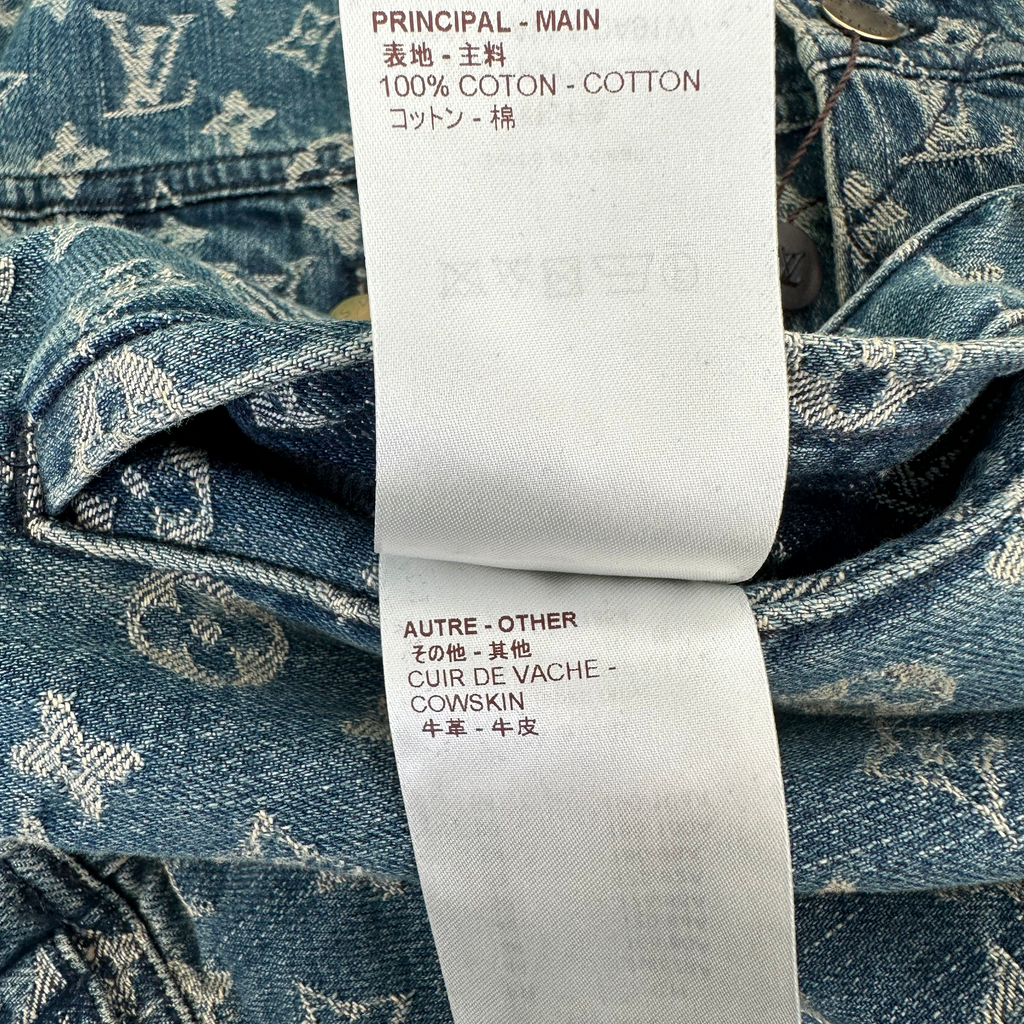 PRINCIPAL - MAIN
表地 - 主料
100% COTON - COTTON
コットン - 棉
AUTRE - OTHER
その他 - 其他
CUIR DE VACHE -
COWSKIN
牛革 - 牛皮